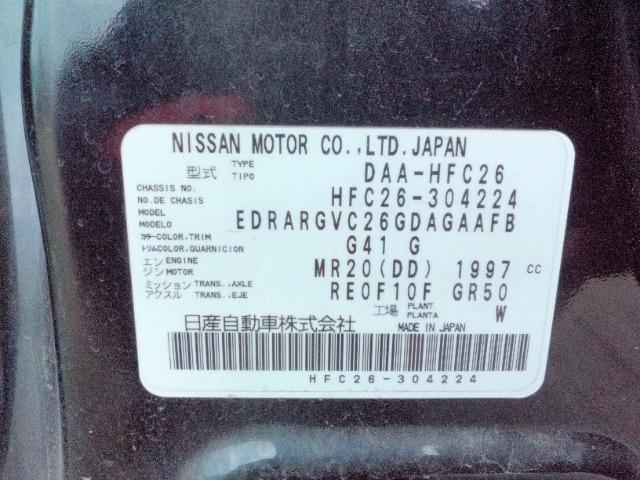 NISSAN MOTOR CO.,LTD.JAPAN
型式 TYPE TIPO DAA-HFC26
CHASSIS NO. NO.DE CHASIS HFC26-304224
MODEL MODELO EDRARGVC26GDAGAAFB
カラー COLOR,TRIM トリム COLOR,GUARNICION G41 G
エンジン ENGINE MOTOR MR20(DD) 1997 CC
ミッション アクスル TRANS.,AXLE TRANS.,EJE RE0F10F GR50
工場 PLANT PLANTA W
日産自動車株式会社 MADE IN JAPAN
HFC26-304224